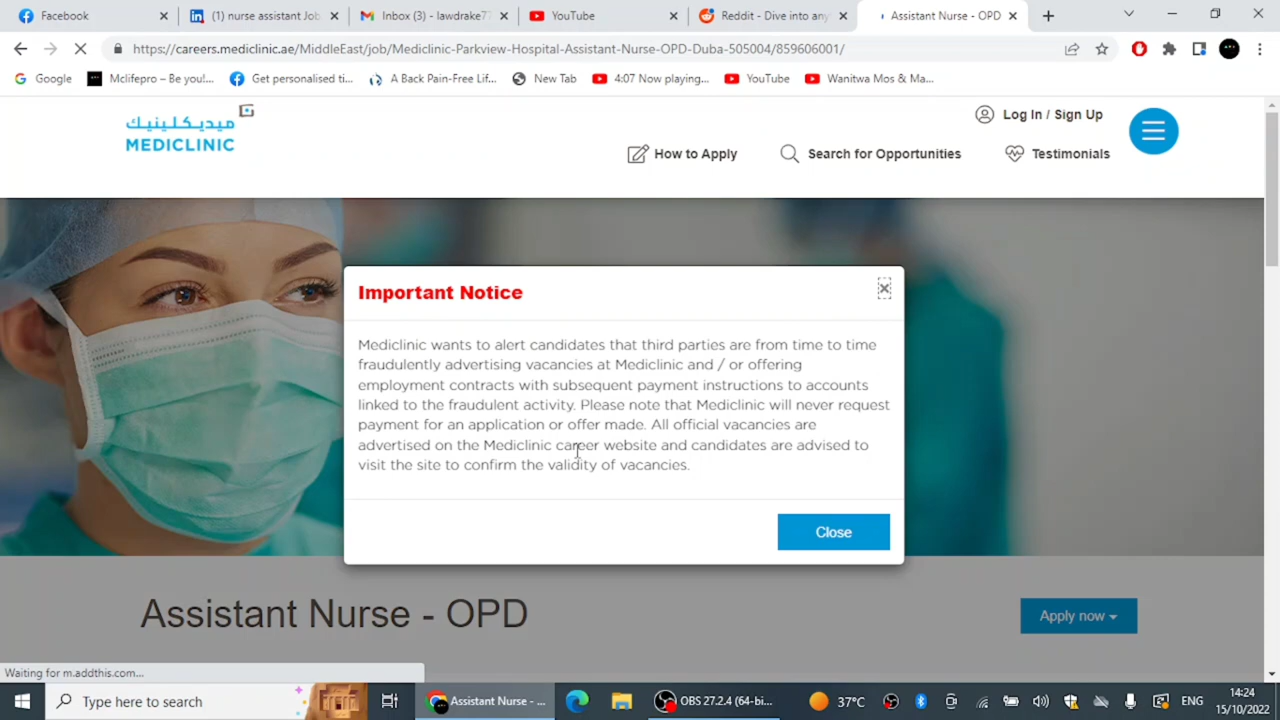 Facebook
(1) nurse assistant Job
Inbox (3) - lawdrake77
YouTube
Reddit - Dive into any
Assistant Nurse - OPD
https://careers.mediclinic.ae/MiddleEast/job/Mediclinic-Parkview-Hospital-Assistant-Nurse-OPD-Duba-505004/859606001/
Google
Mclifepro – Be you!...
Get personalised ti...
A Back Pain-Free Lif...
New Tab
4:07 Now playing...
YouTube
Wanitwa Mos & Ma...
ميديكلينيك
MEDICLINIC
Log In / Sign Up
How to Apply
Search for Opportunities
Testimonials
Important Notice
Mediclinic wants to alert candidates that third parties are from time to time
fraudulently advertising vacancies at Mediclinic and / or offering
employment contracts with subsequent payment instructions to accounts
linked to the fraudulent activity. Please note that Mediclinic will never request
payment for an application or offer made. All official vacancies are
advertised on the Mediclinic career website and candidates are advised to
visit the site to confirm the validity of vacancies.
Close
Assistant Nurse - OPD
Apply now
Waiting for m.addthis.com...
Type here to search
Assistant Nurse - ...
OBS 27.2.4 (64-bi...
37°C
ENG
14:24
15/10/2022